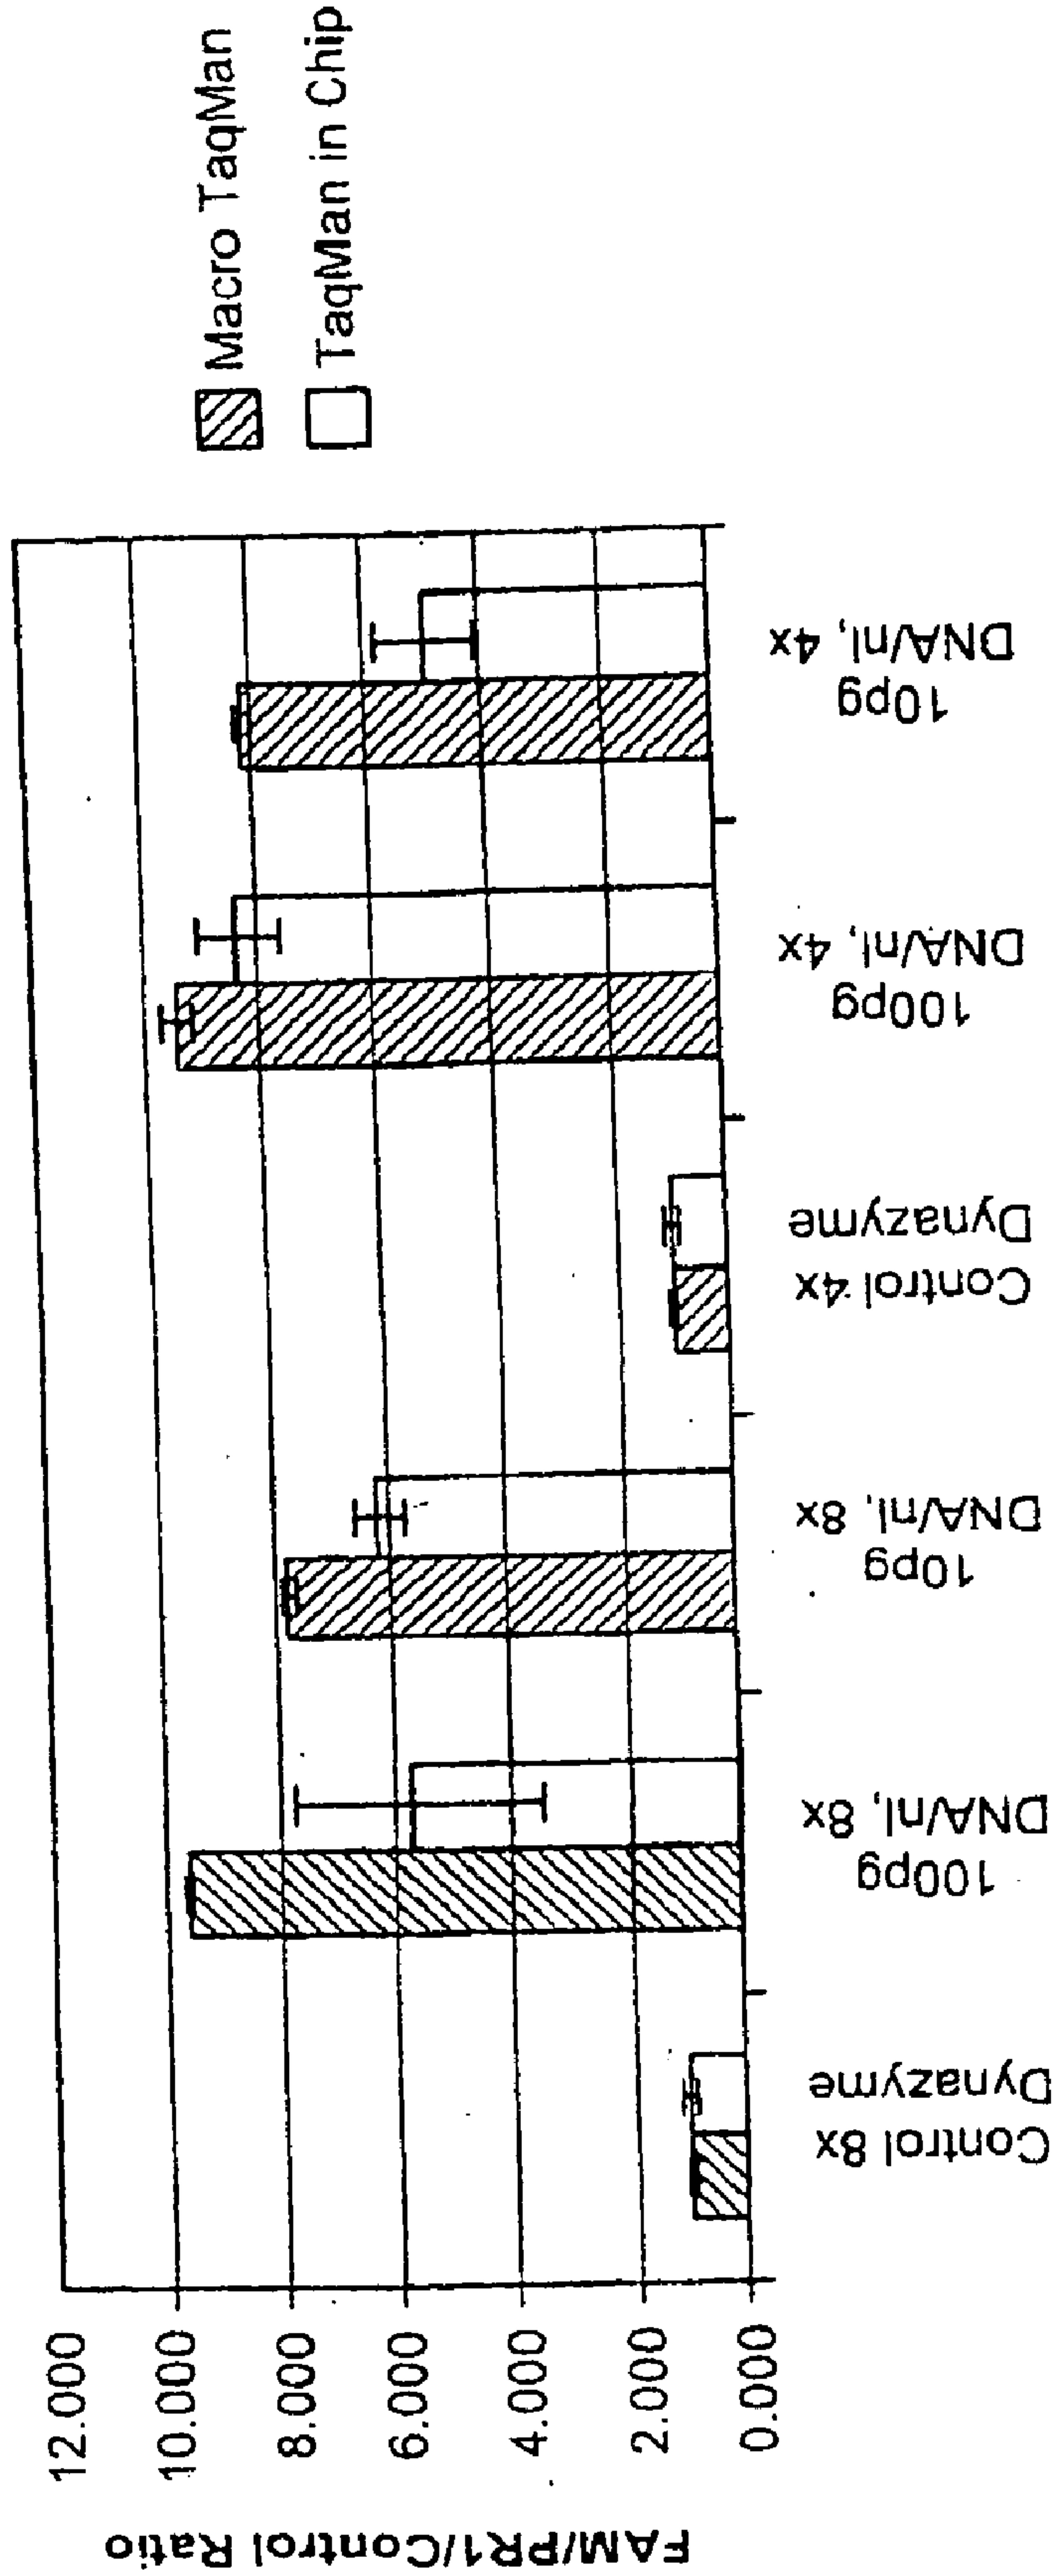 FAM/PR1/Control Ratio
12.000
10.000
8.000
6.000
4.000
2.000
0.000
Control 8x
Dynazyme
100pg
DNA/nl, 8x
10pg
DNA/nl, 8x
Control 4x
Dynazyme
100pg
DNA/nl, 4x
10pg
DNA/nl, 4x
Macro TaqMan
TaqMan in Chip